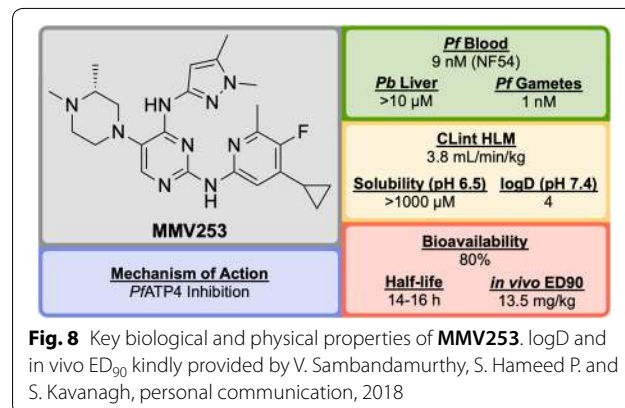 N
N
N
NH
N
N
N
N
N
H
N
F
MMV253
Mechanism of Action
PfATP4 Inhibition
Pf Blood
9 nM (NF54)
Pb Liver Pf Gametes
>10 µM 1 nM
CLint HLM
3.8 mL/min/kg
Solubility (pH 6.5) logD (pH 7.4)
>1000 µM 4
Bioavailability
80%
Half-life in vivo ED90
14-16 h 13.5 mg/kg
Fig. 8 Key biological and physical properties of MMV253. logD and
in vivo ED₉₀ kindly provided by V. Sambandamurthy, S. Hameed P. and
S. Kavanagh, personal communication, 2018